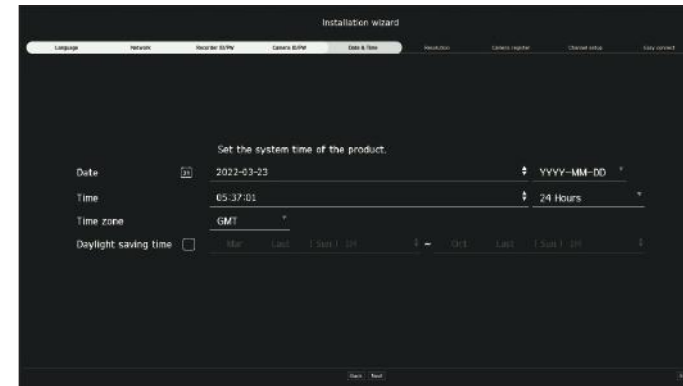 Installation wizard
Language Network Recorder ID/PW Camera ID/PW Date & Time Resolution Camera register Channel setup Easy connect
Set the system time of the product.
Date 2022-03-23 YYYY-MM-DD
Time 05:37:01 24 Hours
Time zone GMT
Daylight saving time Mar Last ~ Oct Last
Back Next